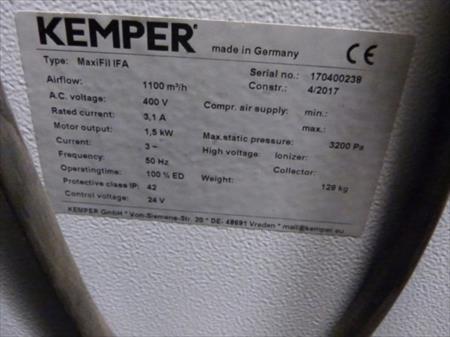 KEMPER® made in Germany CE
Type: MaxiFil IFA Serial no.: 170400238
Airflow: 1100 m³/h Constr.: 4/2017
A.C. voltage: 400 V Compr. air supply: min.:
Rated current: 3,1 A max.:
Motor output: 1,5 kW Max.static pressure: 3200 Pa
Current: 3~ High voltage: Ionizer:
Frequency: 50 Hz Collector:
Operatingtime: 100 % ED Weight: 129 kg
Protective class IP: 42
Control voltage: 24 V
KEMPER GmbH * Von-Siemens-Str. 20 * DE- 48691 Vreden * mail@kemper.eu